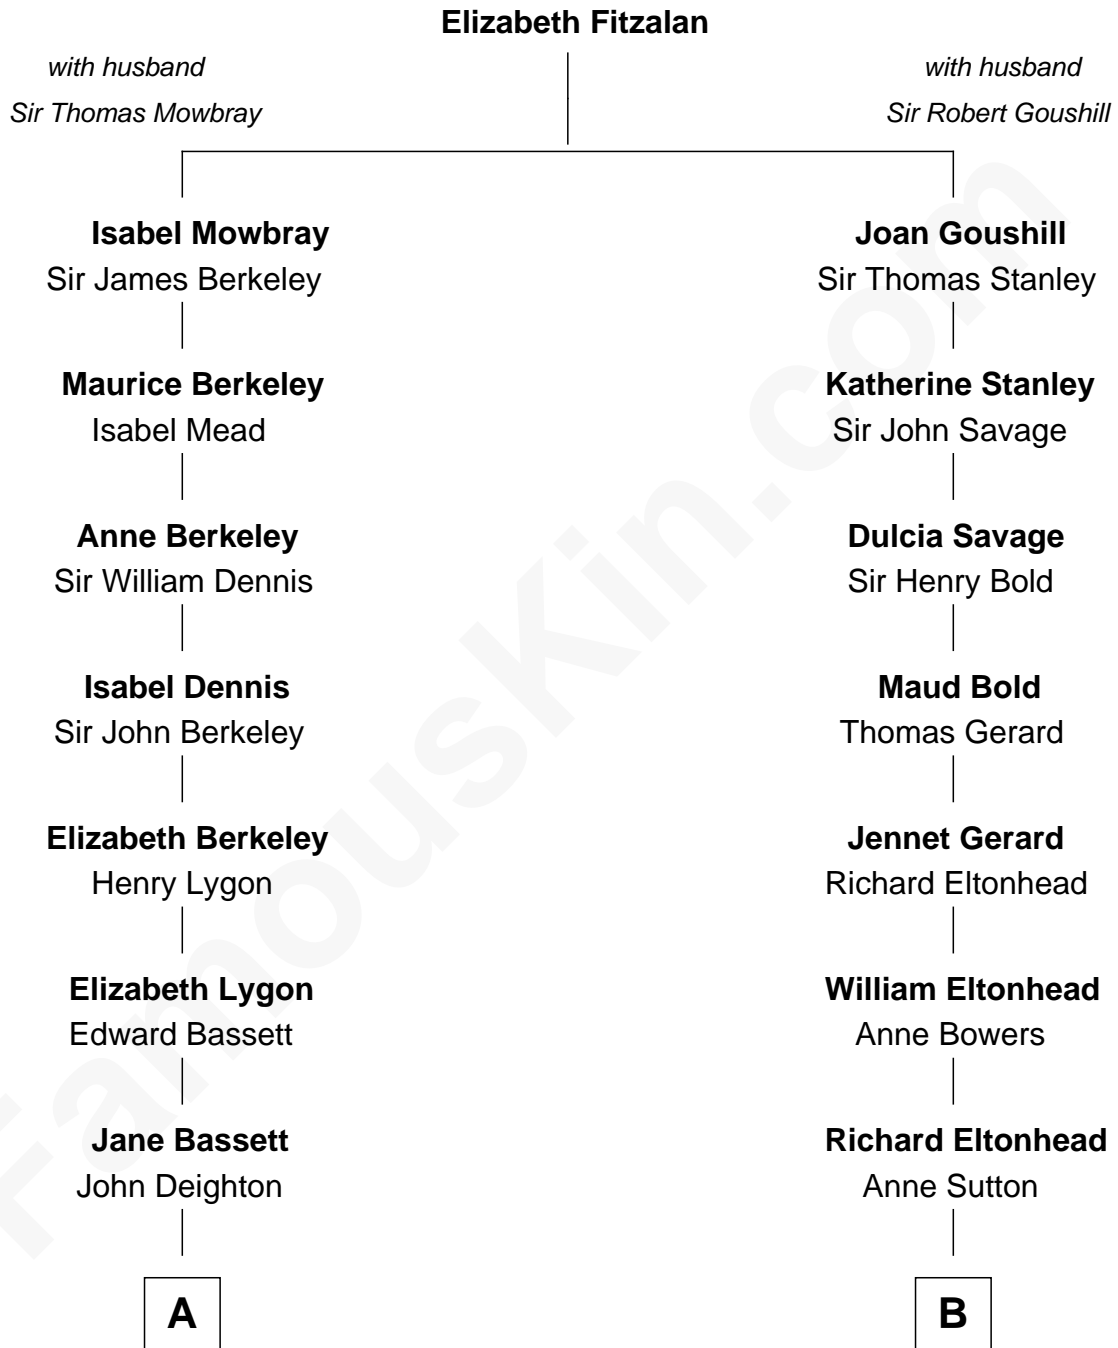 Elizabeth Fitzalan
with husband
Sir Thomas Mowbray
with husband
Sir Robert Goushill
Isabel Mowbray
Sir James Berkeley
Joan Goushill
Sir Thomas Stanley
Maurice Berkeley
Isabel Mead
Katherine Stanley
Sir John Savage
Anne Berkeley
Sir William Dennis
Dulcia Savage
Sir Henry Bold
Isabel Dennis
Sir John Berkeley
Maud Bold
Thomas Gerard
Elizabeth Berkeley
Henry Lygon
Jennet Gerard
Richard Eltonhead
Elizabeth Lygon
Edward Bassett
William Eltonhead
Anne Bowers
Jane Bassett
John Deighton
Richard Eltonhead
Anne Sutton
A
B
FamousKin.com